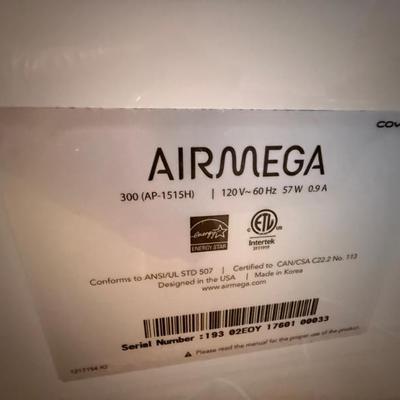 COW
AIRMEGA
300 (AP-1515H) | 120 V~ 60 Hz 57 W 0.9 A
energy
ENERGY STAR
ETL
us
Intertek
Conforms to ANSI/UL STD 507 | Certified to CAN/CSA C22.2 No. 113
Designed in the USA | Made in Korea
www.airmega.com
Serial Number :193 02EOY 17601 00033
Please read the manual for the proper use of the product.